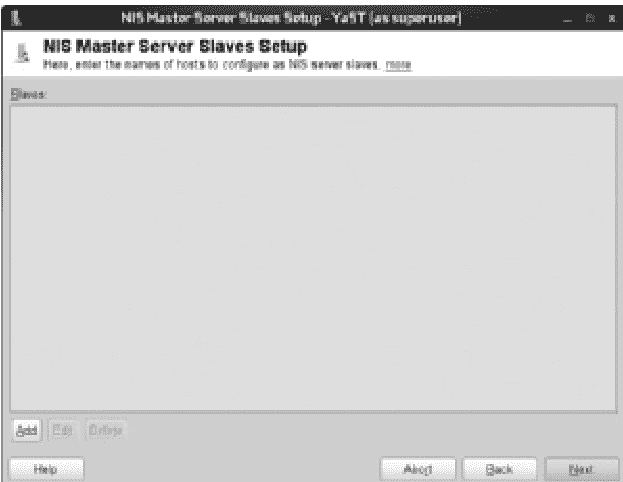 NIS Master Server Slaves Setup - YaST (as superuser)
NIS Master Server Slaves Setup
Here, enter the names of hosts to configure as NIS server slaves. more
Slaves:
Add Edit Delete
Help Abort Back Next